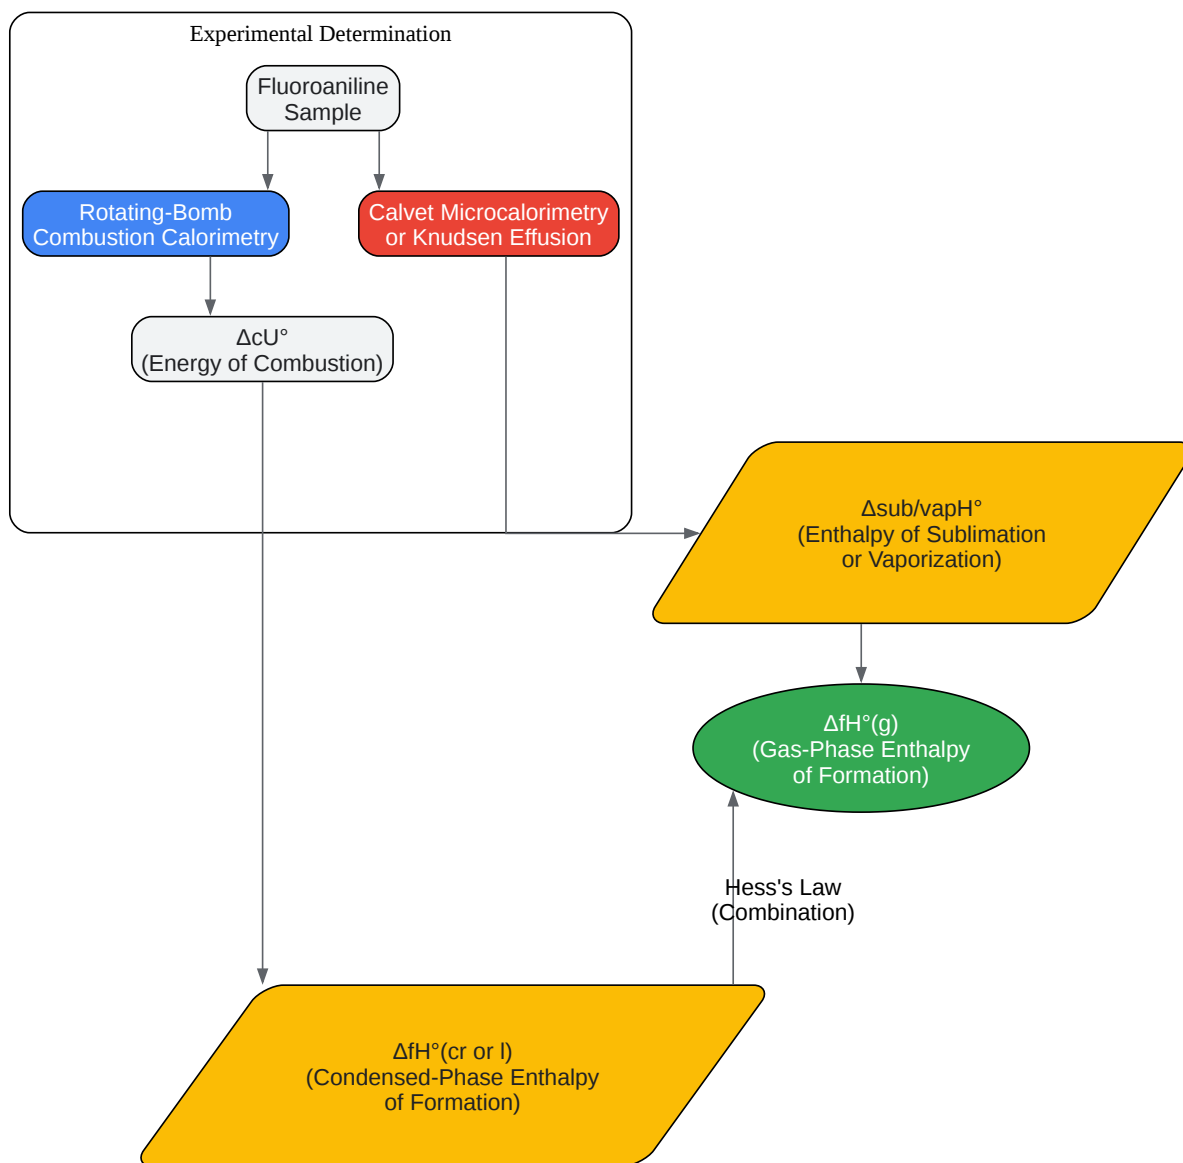 Experimental Determination
Fluoroaniline
Sample
Rotating-Bomb
Combustion Calorimetry
Calvet Microcalorimetry
or Knudsen Effusion
ΔcU°
(Energy of Combustion)
Δsub/vapH°
(Enthalpy of Sublimation
or Vaporization)
ΔfH°(g)
(Gas-Phase Enthalpy
of Formation)
Hess's Law
(Combination)
ΔfH°(cr or l)
(Condensed-Phase Enthalpy
of Formation)